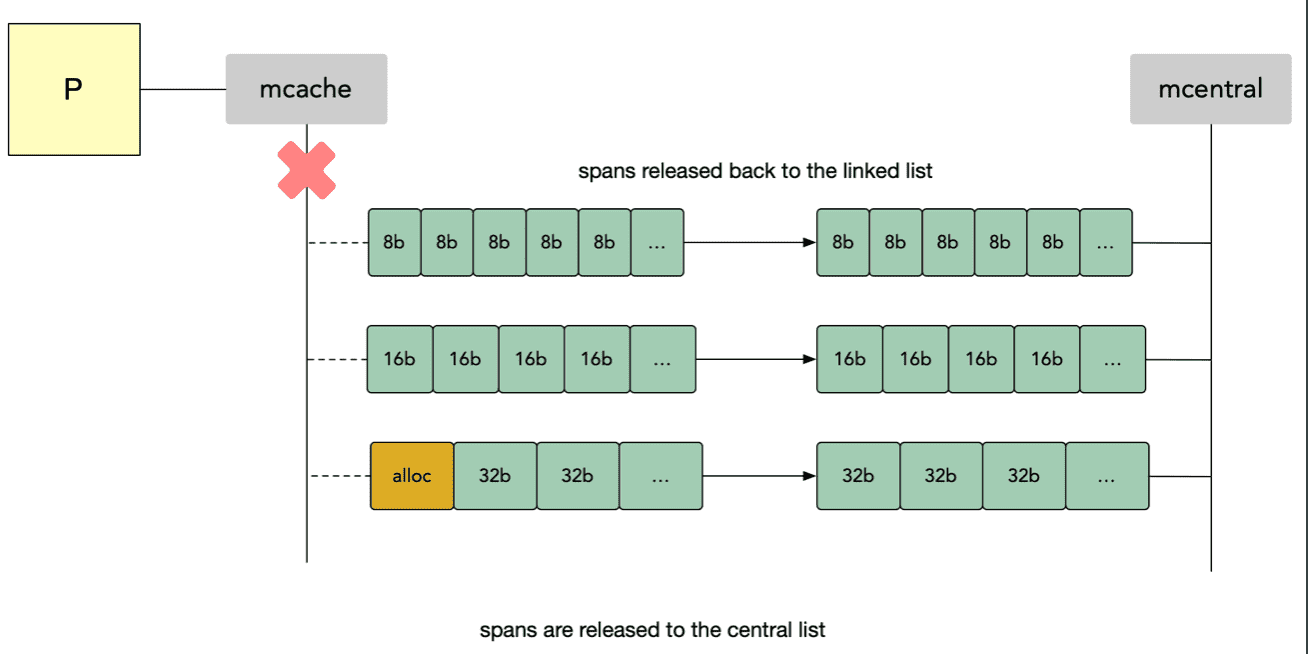 P
mcache
mcentral
spans released back to the linked list
8b 8b 8b 8b 8b ... 8b 8b 8b 8b 8b ...
16b 16b 16b 16b ... 16b 16b 16b 16b ...
alloc 32b 32b ... 32b 32b 32b ...
spans are released to the central list